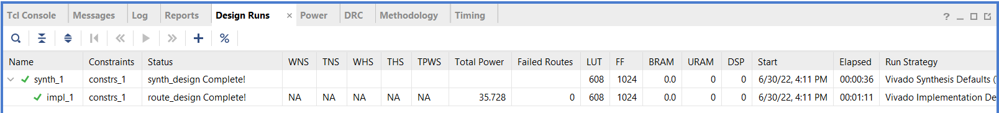 Tcl Console Messages Log Reports Design Runs × Power DRC Methodology Timing ?
%
Name Constraints Status WNS TNS WHS THS TPWS Total Power Failed Routes LUT FF BRAM URAM DSP Start Elapsed Run Strategy
synth_1 constrs_1 synth_design Complete! 608 1024 0.0 0 0 6/30/22, 4:11 PM 00:00:36 Vivado Synthesis Defaults (
impl_1 constrs_1 route_design Complete! NA NA NA NA NA 35.728 0 608 1024 0.0 0 0 6/30/22, 4:11 PM 00:01:11 Vivado Implementation De